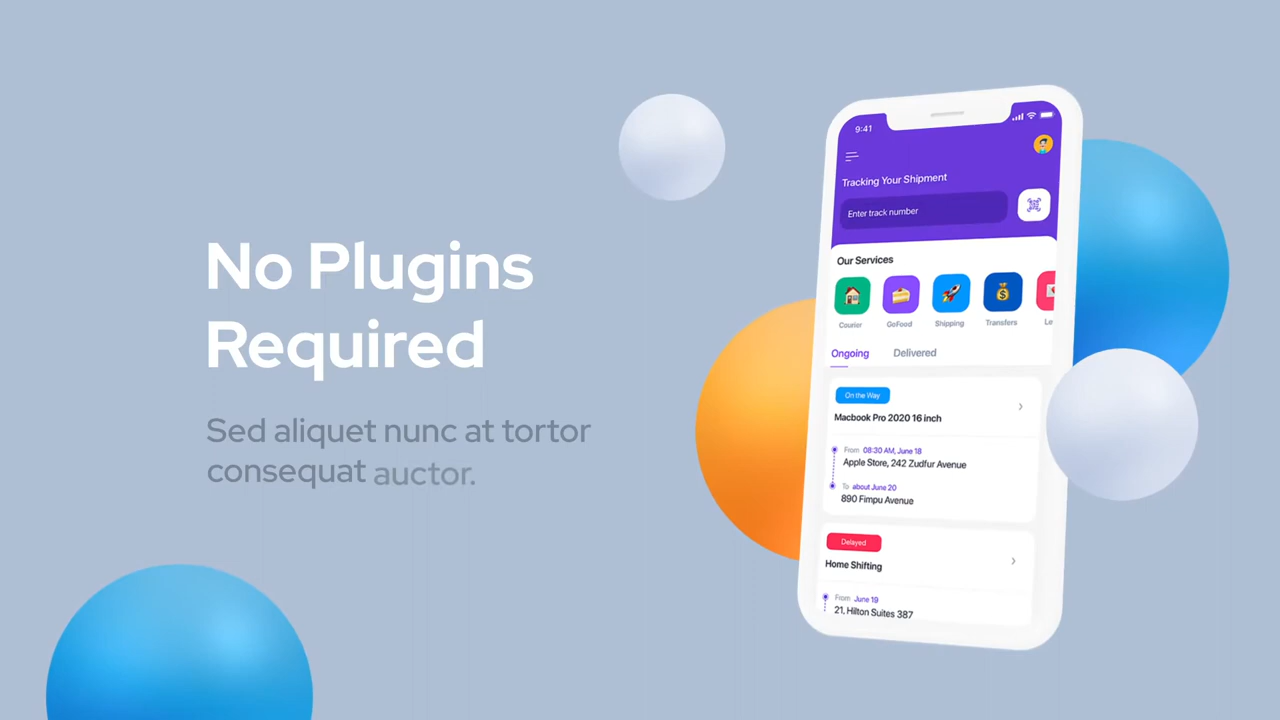 No Plugins
Required
Sed aliquet nunc at tortor
consequat auctor.
9:41
Tracking Your Shipment
Enter track number
Our Services
Courier
GoFood
Shipping
Transfers
Le
Ongoing
Delivered
On the Way
Macbook Pro 2020 16 inch
From 08:30 AM, June 18
Apple Store, 242 Zudfur Avenue
To about June 20
890 Fimpu Avenue
Delayed
Home Shifting
From June 19
21, Hilton Suites 387